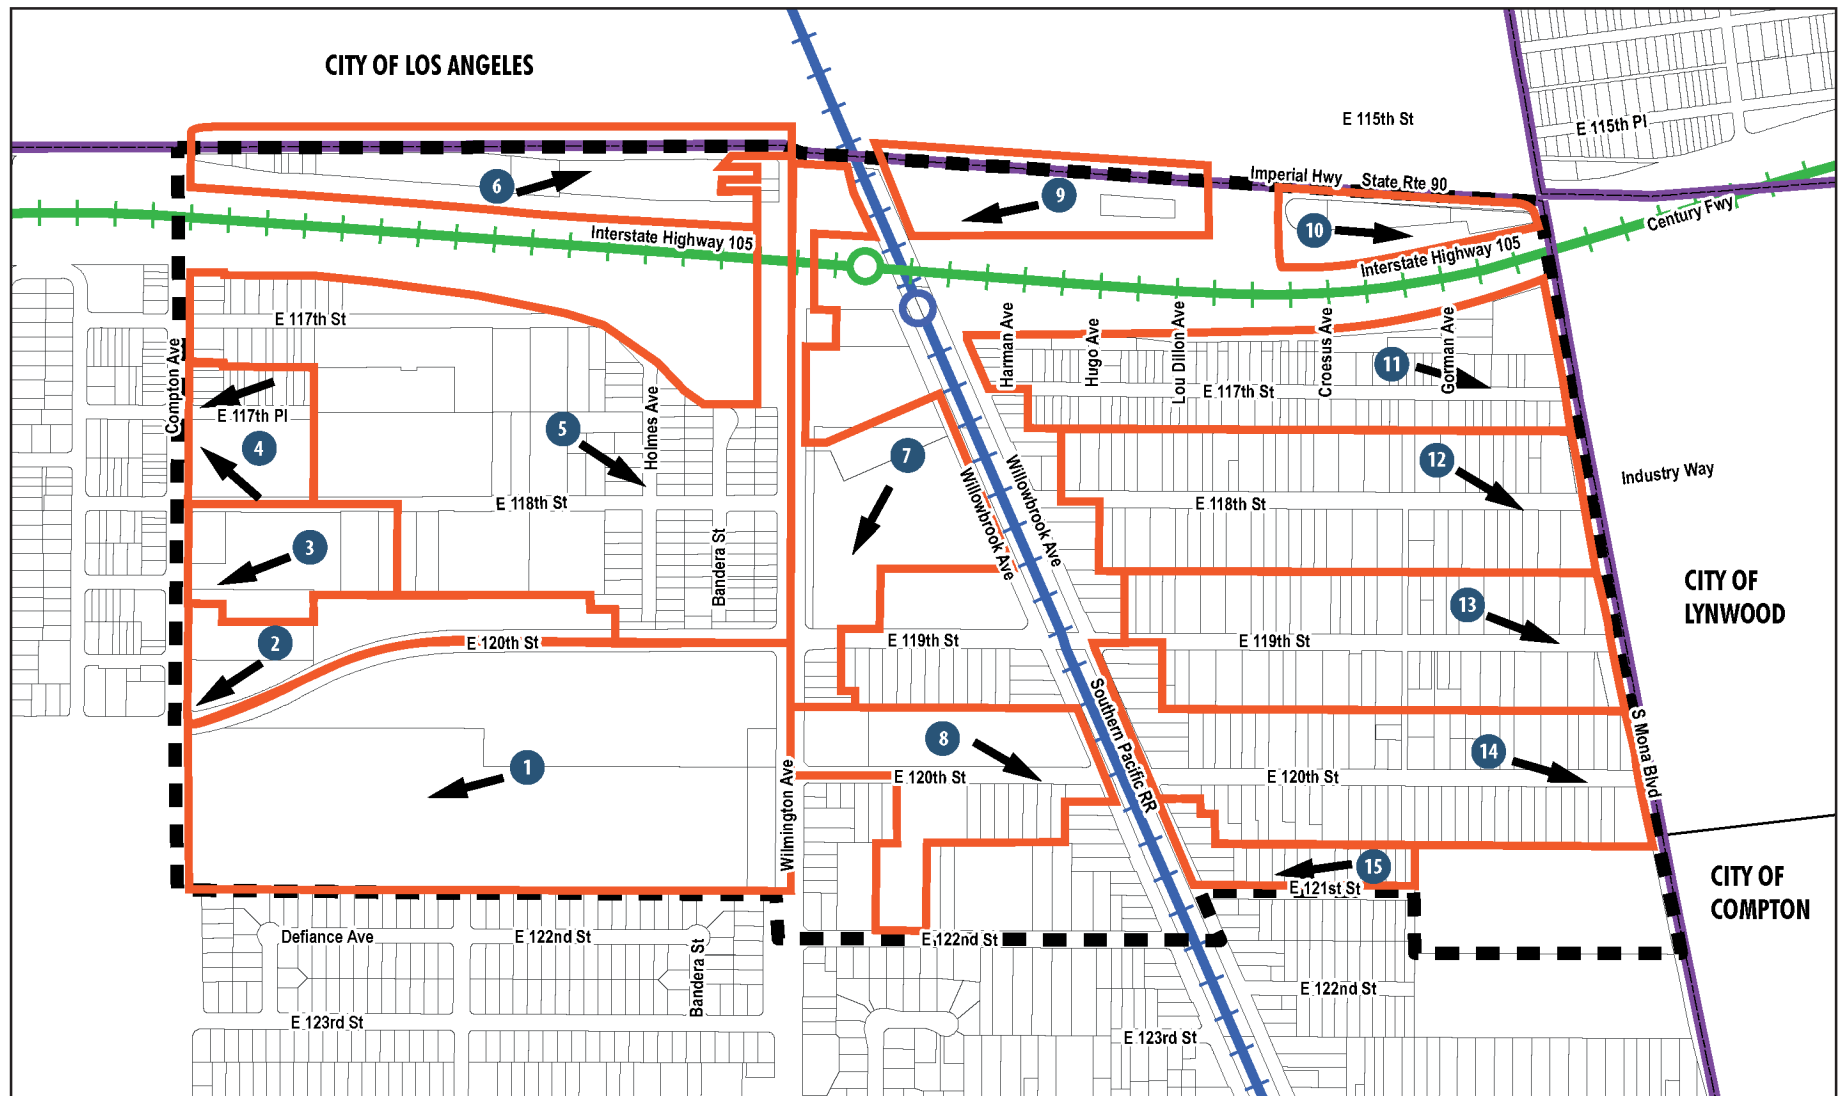 CITY OF LOS ANGELES
E 115th St
E 115th Pl
Imperial Hwy
State Rte 90
6
9
10
Century Fwy
Interstate Highway 105
Interstate Highway 105
E 117th St
Compton Ave
Harman Ave
Hugo Ave
Lou Dillon Ave
Croesus Ave
Gorman Ave
11
E 117th St
E 117th Pl
4
5
Holmes Ave
7
12
Industry Way
Willowbrook Ave
Willowbrook Ave
E 118th St
E 118th St
3
Bandera St
13
CITY OF
LYNWOOD
2
E 120th St
E 119th St
E 119th St
Southern Pacific RR
S Mona Blvd
8
14
1
Wilmington Ave
E 120th St
E 120th St
15
E 121st St
CITY OF
COMPTON
Defiance Ave
E 122nd St
Bandera St
E 122nd St
E 122nd St
E 123rd St
E 123rd St